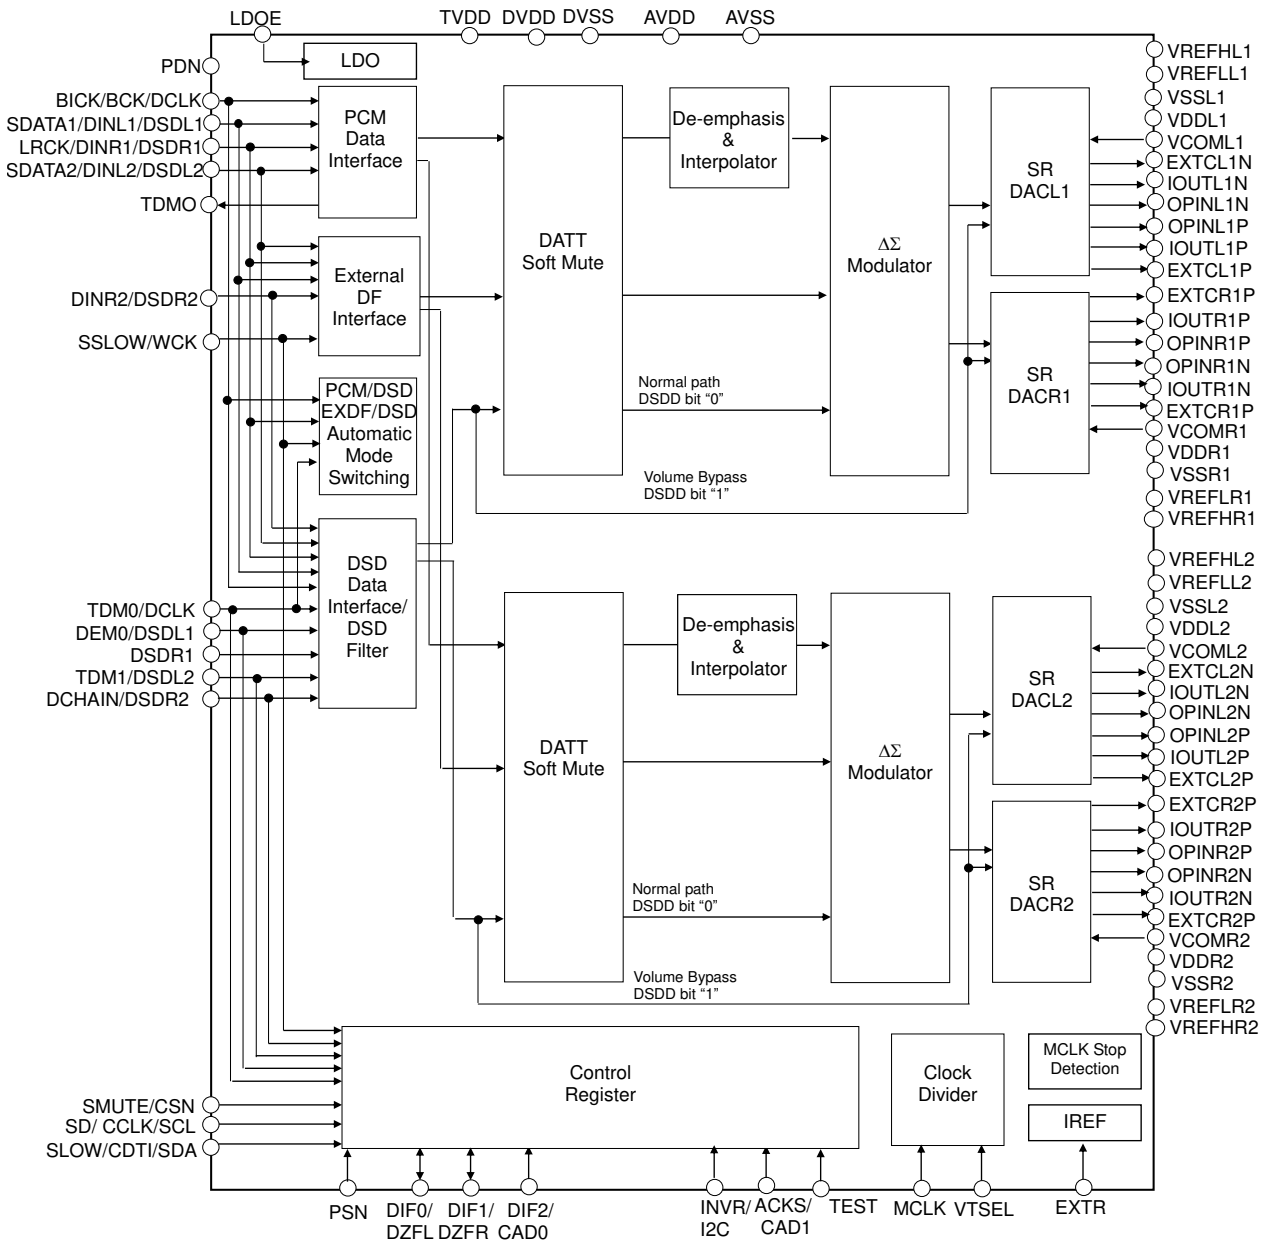 LDOE
TVDD
DVDD
DVSS
AVDD
AVSS
PDN
BICK/BCK/DCLK
SDATA1/DINL1/DSDL1
LRCK/DINR1/DSDR1
SDATA2/DINL2/DSDL2
TDMO
DINR2/DSDR2
SSLOW/WCK
TDM0/DCLK
DEM0/DSDL1
DSDR1
TDM1/DSDL2
DCHAIN/DSDR2
SMUTE/CSN
SD/ CCLK/SCL
SLOW/CDTI/SDA
LDO
PCM
Data
Interface
External
DF
Interface
PCM/DSD
EXDF/DSD
Automatic
Mode
Switching
DSD
Data
Interface/
DSD
Filter
DATT
Soft Mute
De-emphasis
&
Interpolator
ΔΣ
Modulator
Normal path
DSDD bit “0”
Volume Bypass
DSDD bit “1”
SR
DACL1
SR
DACR1
DATT
Soft Mute
De-emphasis
&
Interpolator
ΔΣ
Modulator
Normal path
DSDD bit “0”
Volume Bypass
DSDD bit “1”
SR
DACL2
SR
DACR2
Control
Register
Clock
Divider
MCLK Stop
Detection
IREF
VREFHL1
VREFLL1
VSSL1
VDDL1
VCOML1
EXTCL1N
IOUTL1N
OPINL1N
OPINL1P
IOUTL1P
EXTCL1P
EXTCR1P
IOUTR1P
OPINR1P
OPINR1N
IOUTR1N
EXTCR1P
VCOMR1
VDDR1
VSSR1
VREFLR1
VREFHR1
VREFHL2
VREFLL2
VSSL2
VDDL2
VCOML2
EXTCL2N
IOUTL2N
OPINL2N
OPINL2P
IOUTL2P
EXTCL2P
EXTCR2P
IOUTR2P
OPINR2P
OPINR2N
IOUTR2N
EXTCR2P
VCOMR2
VDDR2
VSSR2
VREFLR2
VREFHR2
PSN
DIF0/
DZFL
DIF1/
DZFR
DIF2/
CAD0
INVR/
I2C
ACKS/
CAD1
TEST
MCLK
VTSEL
EXTR